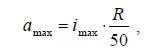 a_max = i_max · R/50 ,